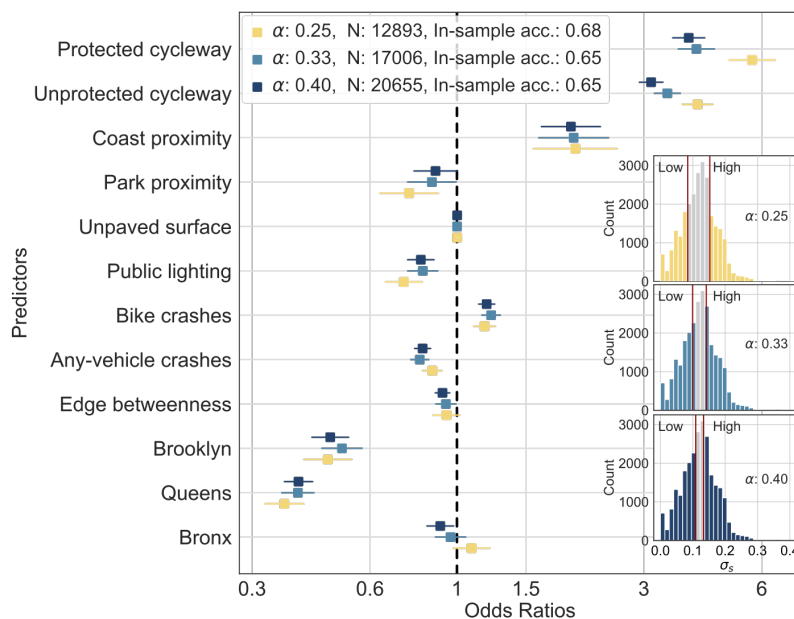 α: 0.25, N: 12893, In-sample acc.: 0.68
α: 0.33, N: 17006, In-sample acc.: 0.65
α: 0.40, N: 20655, In-sample acc.: 0.65
Predictors
Protected cycleway
Unprotected cycleway
Coast proximity
Park proximity
Unpaved surface
Public lighting
Bike crashes
Any-vehicle crashes
Edge betweenness
Brooklyn
Queens
Bronx
0.3 0.6 1 1.5 3 6
Odds Ratios
Low High
α: 0.25
Count
3000
2000
1000
0
Low High
α: 0.33
Count
3000
2000
1000
0
Low High
α: 0.40
Count
3000
2000
1000
0
0.0 0.1 0.2 0.3 0.4
σs